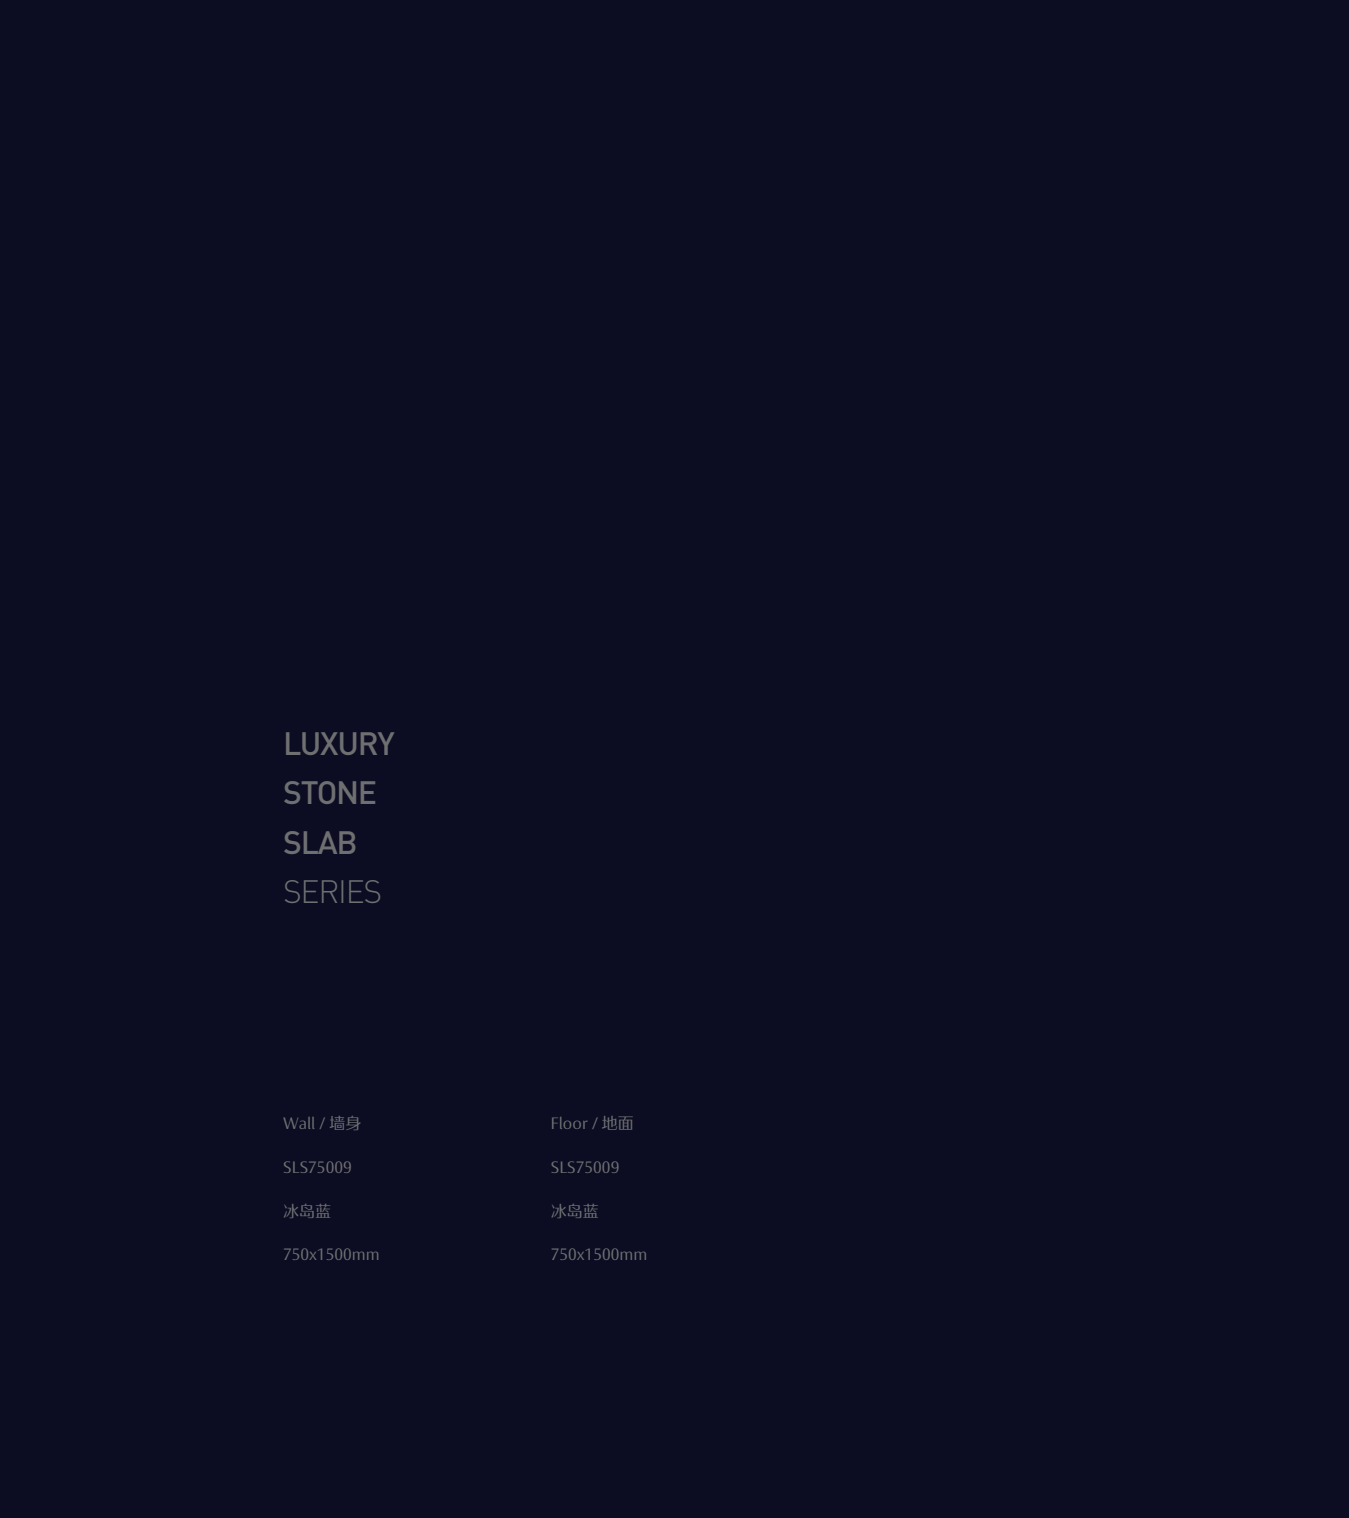 LUXURY
STONE
SLAB
SERIES
Wall / 墙身
SLS75009
冰岛蓝
750x1500mm
Floor / 地面
SLS75009
冰岛蓝
750x1500mm